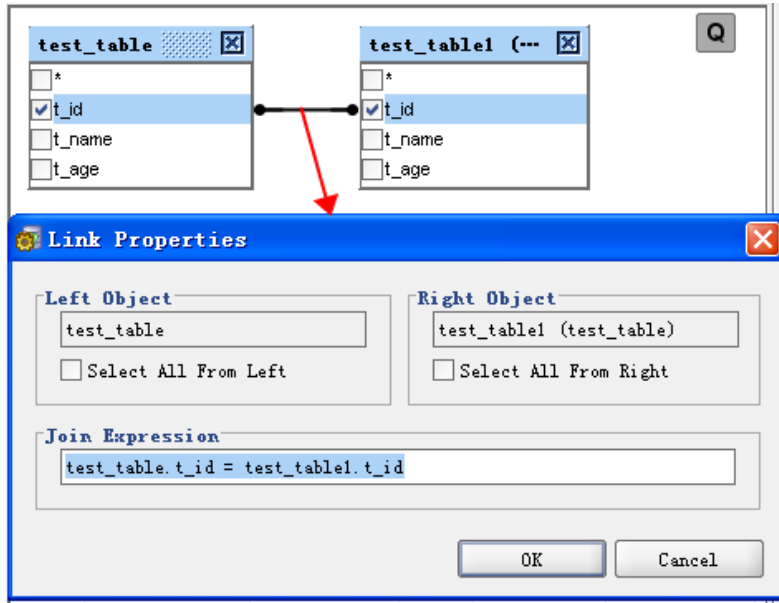 test_table
test_table1 (---
Q
*
*
t_id
t_id
t_name
t_name
t_age
t_age
Link Properties
Left Object
Right Object
test_table
test_table1 (test_table)
Select All From Left
Select All From Right
Join Expression
test_table.t_id = test_table1.t_id
OK
Cancel